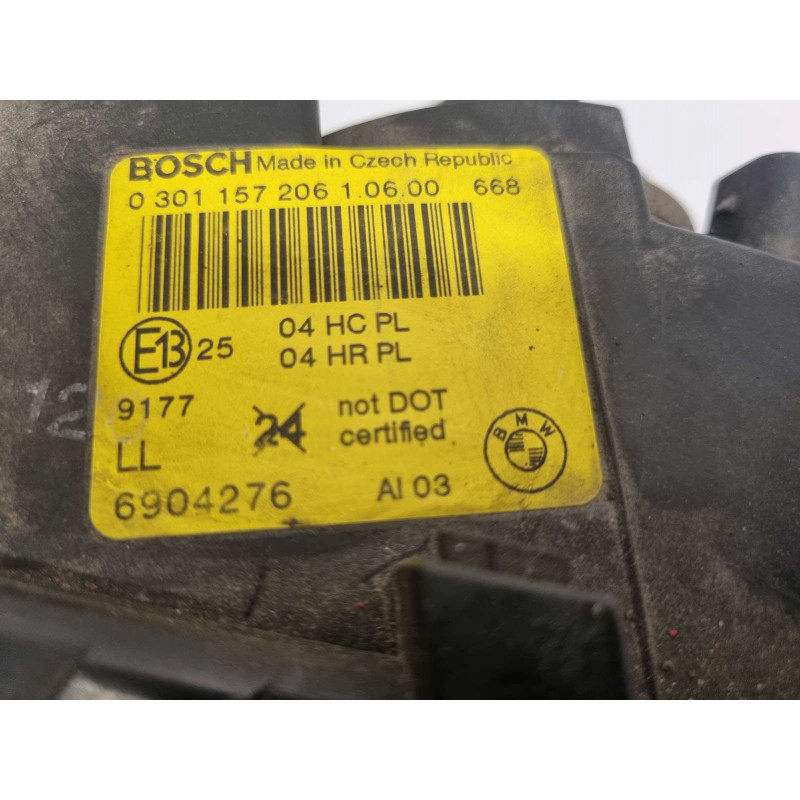 BOSCH Made in Czech Republic
0 301 157 206 1.06.00 668
E13 25
04 HC PL
04 HR PL
9177
24
not DOT
certified
LL
6904276
AI 03
BMW